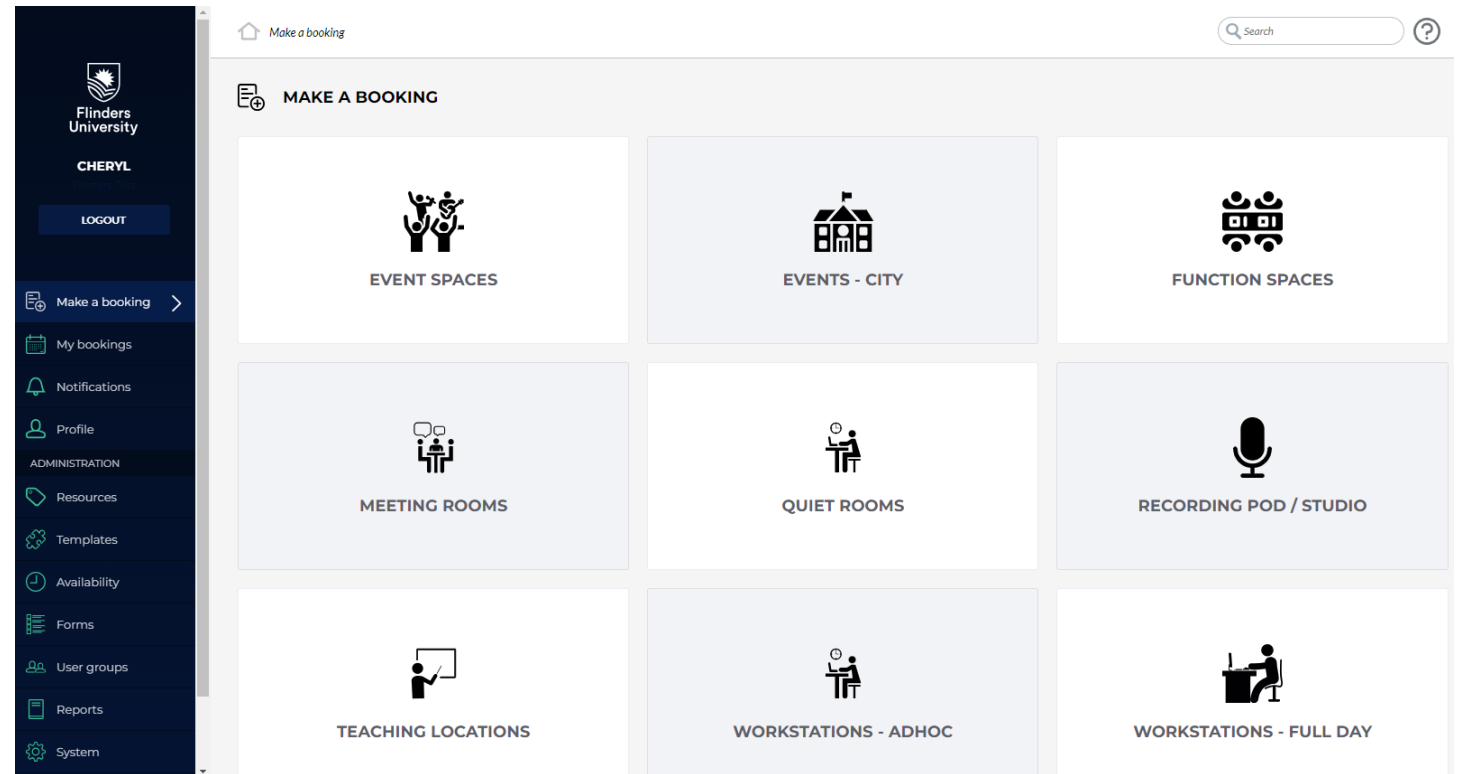 Flinders
University
CHERYL
LOGOUT
Make a booking
My bookings
Notifications
Profile
ADMINISTRATION
Resources
Templates
Availability
Forms
User groups
Reports
System
Make a booking
Search
?
MAKE A BOOKING
EVENT SPACES
EVENTS - CITY
FUNCTION SPACES
MEETING ROOMS
QUIET ROOMS
RECORDING POD / STUDIO
TEACHING LOCATIONS
WORKSTATIONS - ADHOC
WORKSTATIONS - FULL DAY